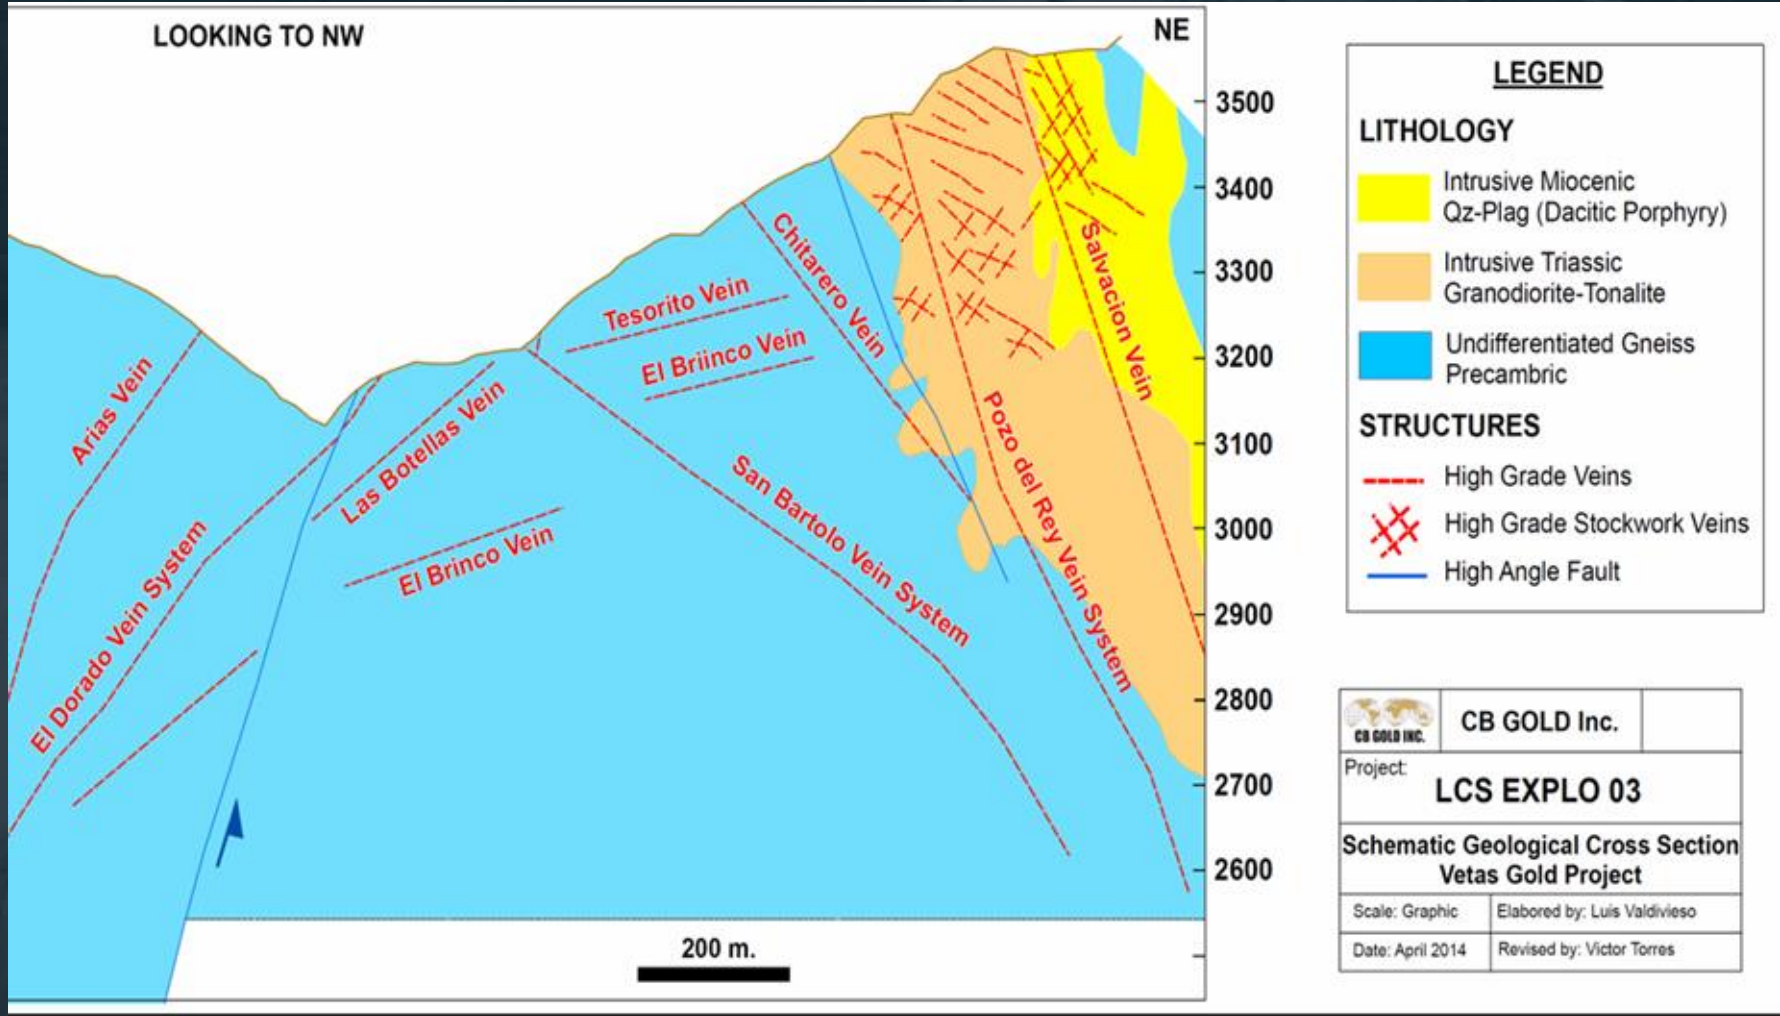 LOOKING TO NW
NE
3500
3400
3300
3200
3100
3000
2900
2800
2700
2600
Arias Vein
El Dorado Vein System
Las Botellas Vein
El Brinco Vein
Tesorito Vein
El Briinco Vein
Chitarero Vein
San Bartolo Vein System
Pozo del Rey Vein System
Salvacion Vein
200 m.
LEGEND
LITHOLOGY
Intrusive Miocenic
Qz-Plag (Dacitic Porphyry)
Intrusive Triassic
Granodiorite-Tonalite
Undifferentiated Gneiss
Precambric
STRUCTURES
High Grade Veins
High Grade Stockwork Veins
High Angle Fault
CB GOLD INC.
CB GOLD Inc.
Project:
LCS EXPLO 03
Schematic Geological Cross Section
Vetas Gold Project
Scale: Graphic
Elabored by: Luis Valdivieso
Date: April 2014
Revised by: Victor Torres